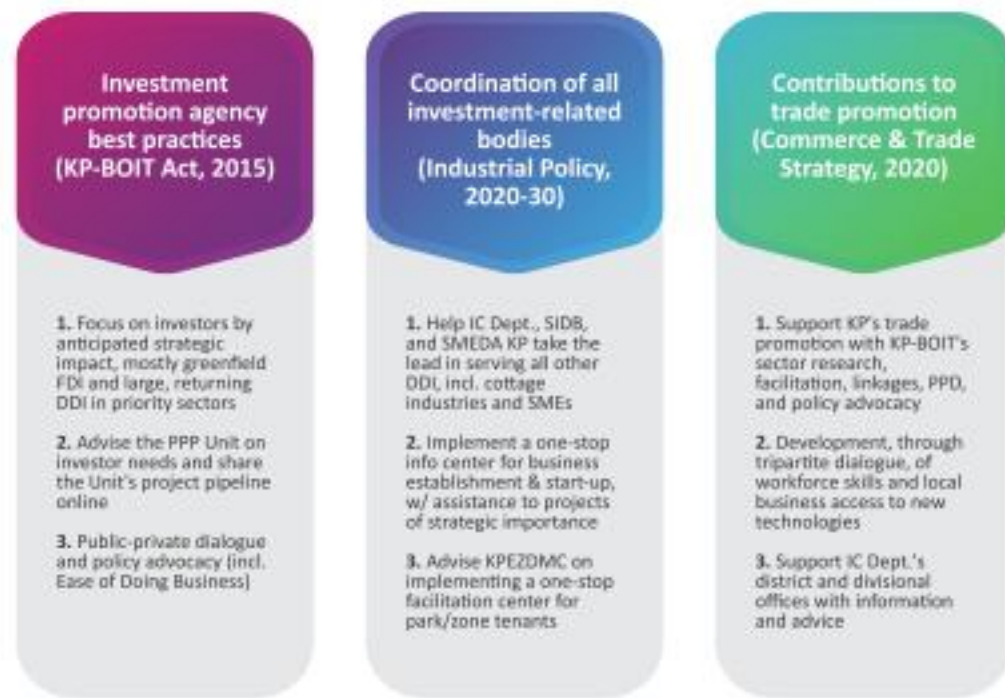 Investment
promotion agency
best practices
(KP-BOIT Act, 2015)
1. Focus on investors by
anticipated strategic
impact, mostly greenfield
FDI and large, returning
DDI in priority sectors
2. Advise the PPP Unit on
investor needs and share
the Unit's project pipeline
online
3. Public-private dialogue
and policy advocacy (incl.
Ease of Doing Business)
Coordination of all
investment-related
bodies
(Industrial Policy,
2020-30)
1. Help IC Dept., SIDB,
and SMEDA KP take the
lead in serving all other
DDI, incl. cottage
industries and SMEs
2. Implement a one-stop
info center for business
establishment & start-up,
w/ assistance to projects
of strategic importance
3. Advise KPEZDMC on
implementing a one-stop
facilitation center for
park/zone tenants
Contributions to
trade promotion
(Commerce & Trade
Strategy, 2020)
1. Support KP's trade
promotion with KP-BOIT's
sector research,
facilitation, linkages, PPD,
and policy advocacy
2. Development, through
tripartite dialogue, of
workforce skills and local
business access to new
technologies
3. Support IC Dept.'s
district and divisional
offices with information
and advice